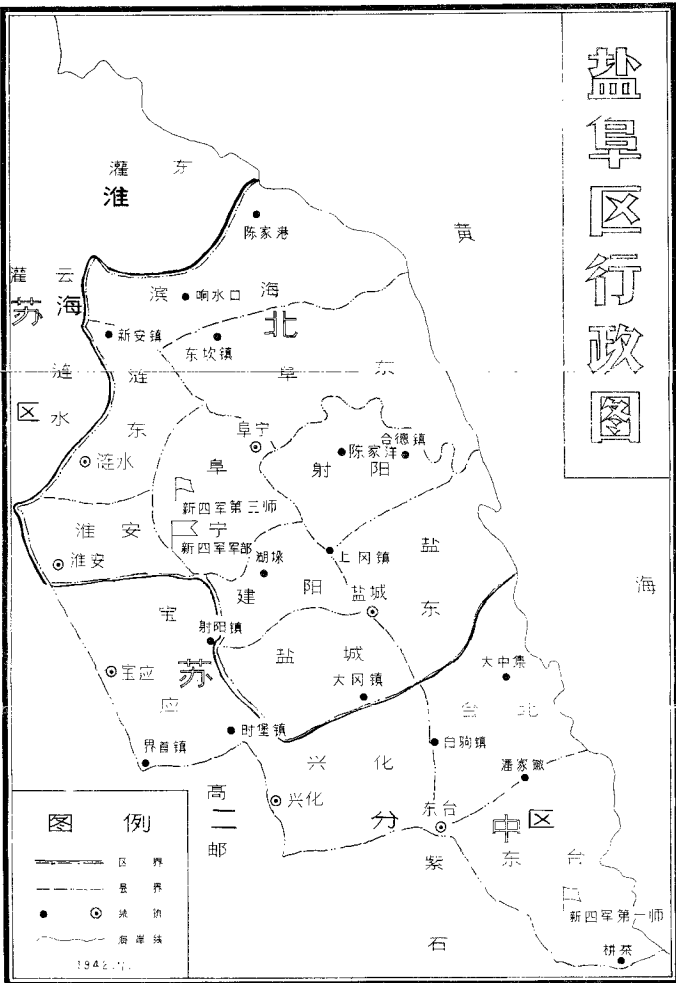 盐阜区行政图
灌东
淮
陈家港
黄
灌云
滨海
响水口
苏海
北
新安镇
东坎镇
涟
涟
阜东
区水
东
阜宁
合德镇
涟水
阜
陈家洋
射阳
新四军第三师
淮安
宁
新四军军部
上冈镇
盐
淮安
湖垛
建阳
盐城
东
海
宝
射阳镇
盐城
大中集
宝应
苏
大冈镇
应
台北
时堡镇
白驹镇
界首镇
兴化
潘家𬒗
高
兴化
东台
图例
二
分
中区
邮
紫
东台
区界
县界
城镇
新四军第一师
海岸线
石
栟茶
1942.